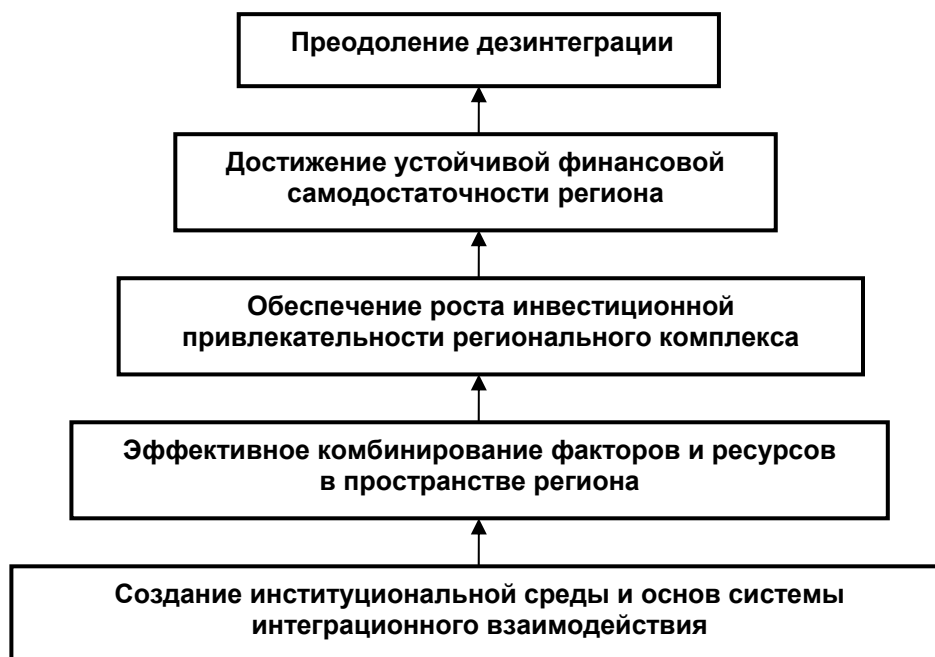 Преодоление дезинтеграции
Достижение устойчивой финансовой
самодостаточности региона
Обеспечение роста инвестиционной
привлекательности регионального комплекса
Эффективное комбинирование факторов и ресурсов
в пространстве региона
Создание институциональной среды и основ системы
интеграционного взаимодействия